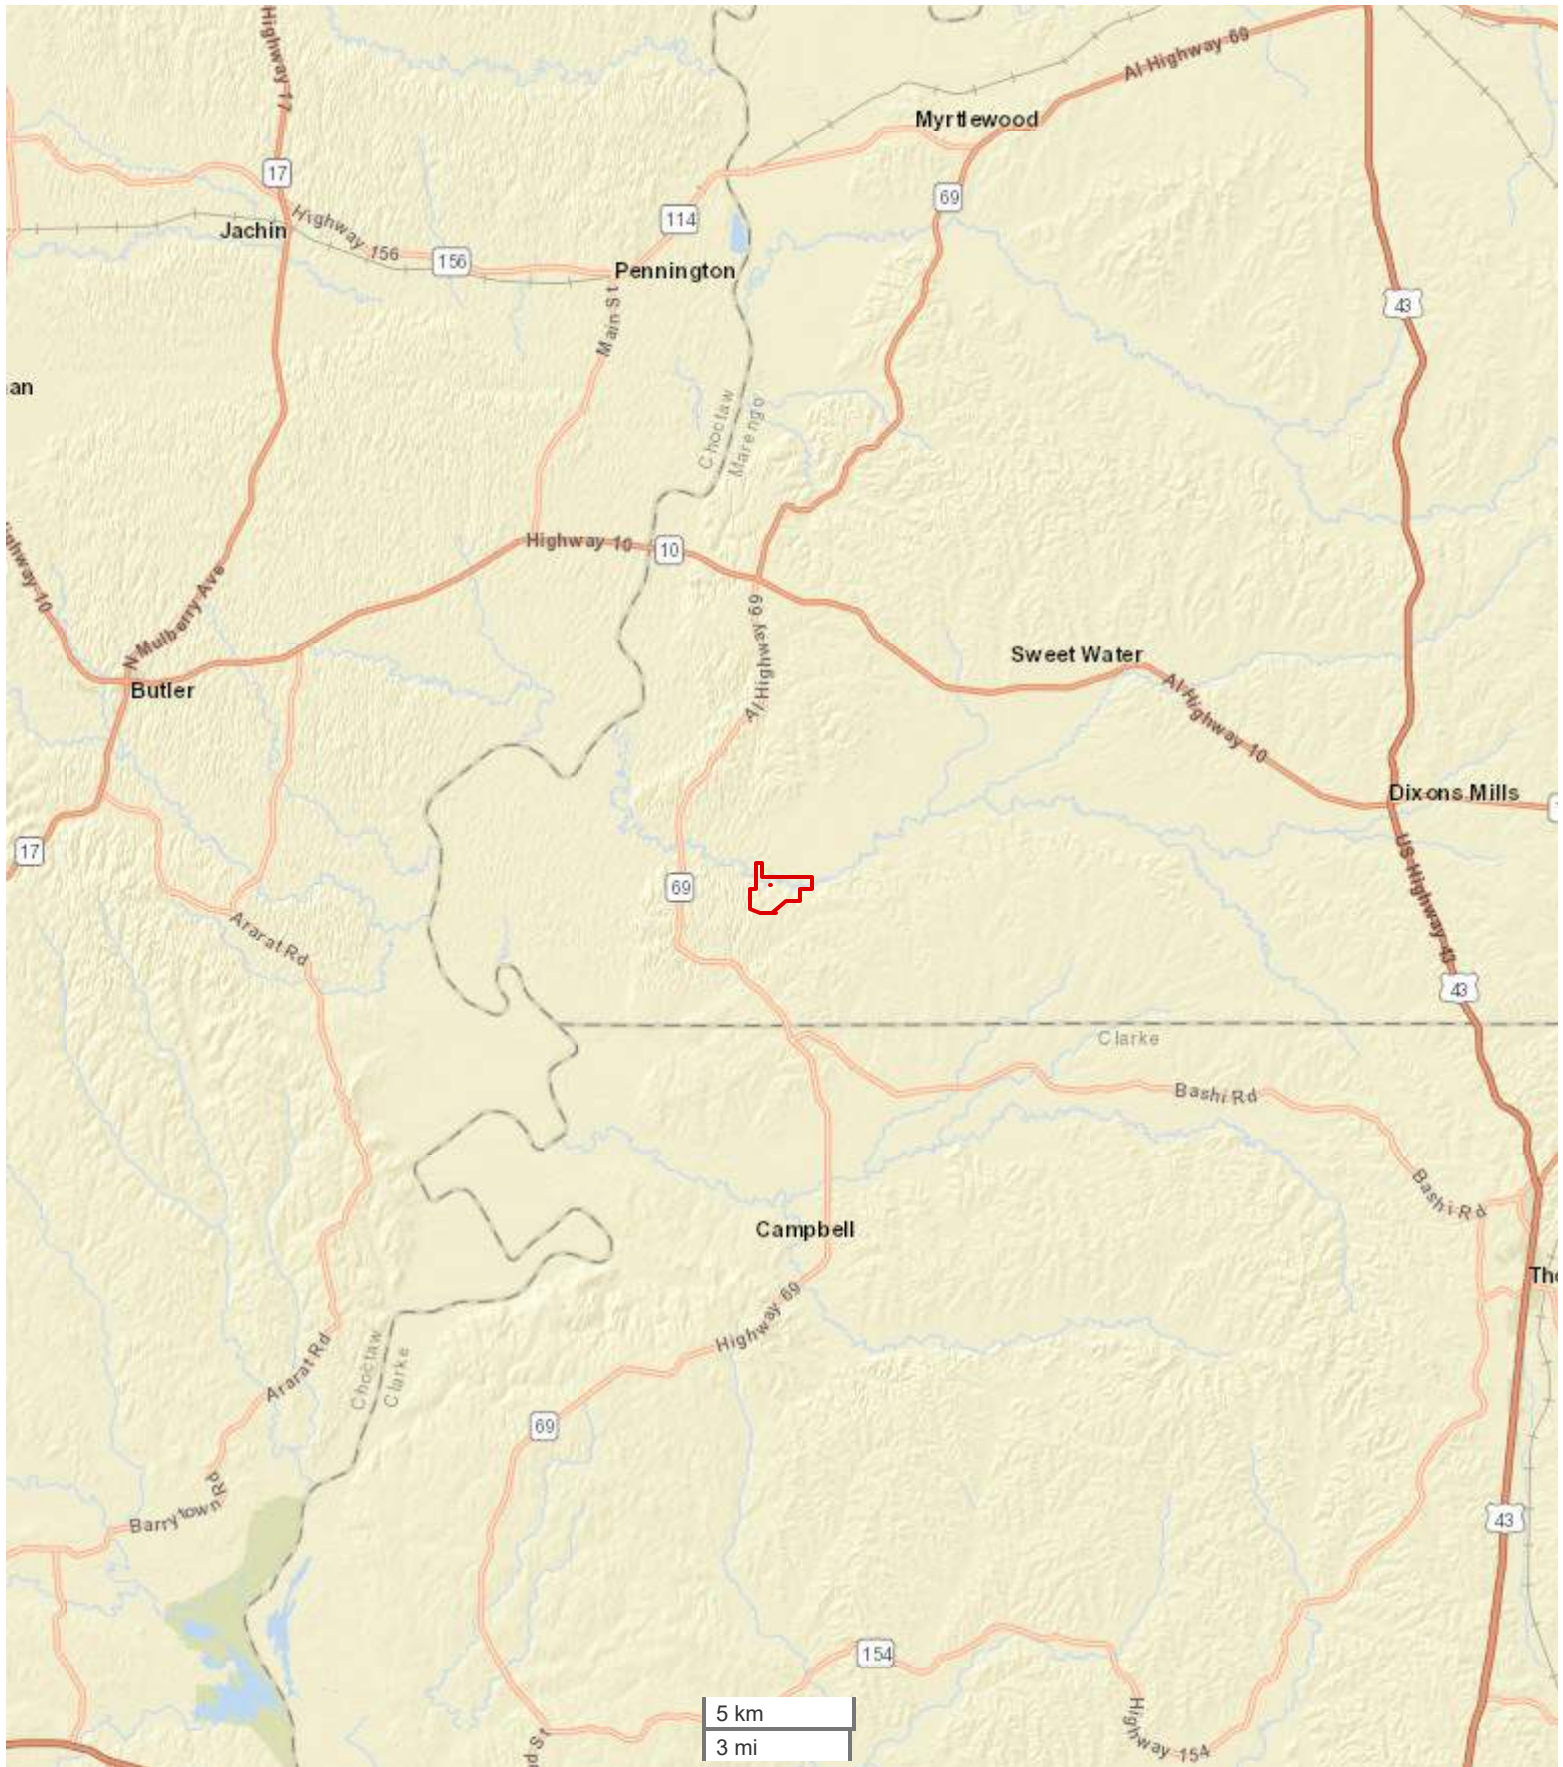 Highway 17
Al Highway 69
Myrtlewood
17
69
114
Jachin
Highway 156
156
Pennington
43
Main St
an
Choctaw
Marengo
Highway 10
10
Highway 10
N Mulberry Ave
Al Highway 69
Sweet Water
Butler
Al Highway 10
Dixons Mills
17
US Highway 43
69
Ararat Rd
43
Clarke
Bashi Rd
Bashi Rd
Campbell
Highway 69
Ararat Rd
Choctaw
Clarke
69
Barrytown Rd
43
154
Highway 154
5 km
3 mi